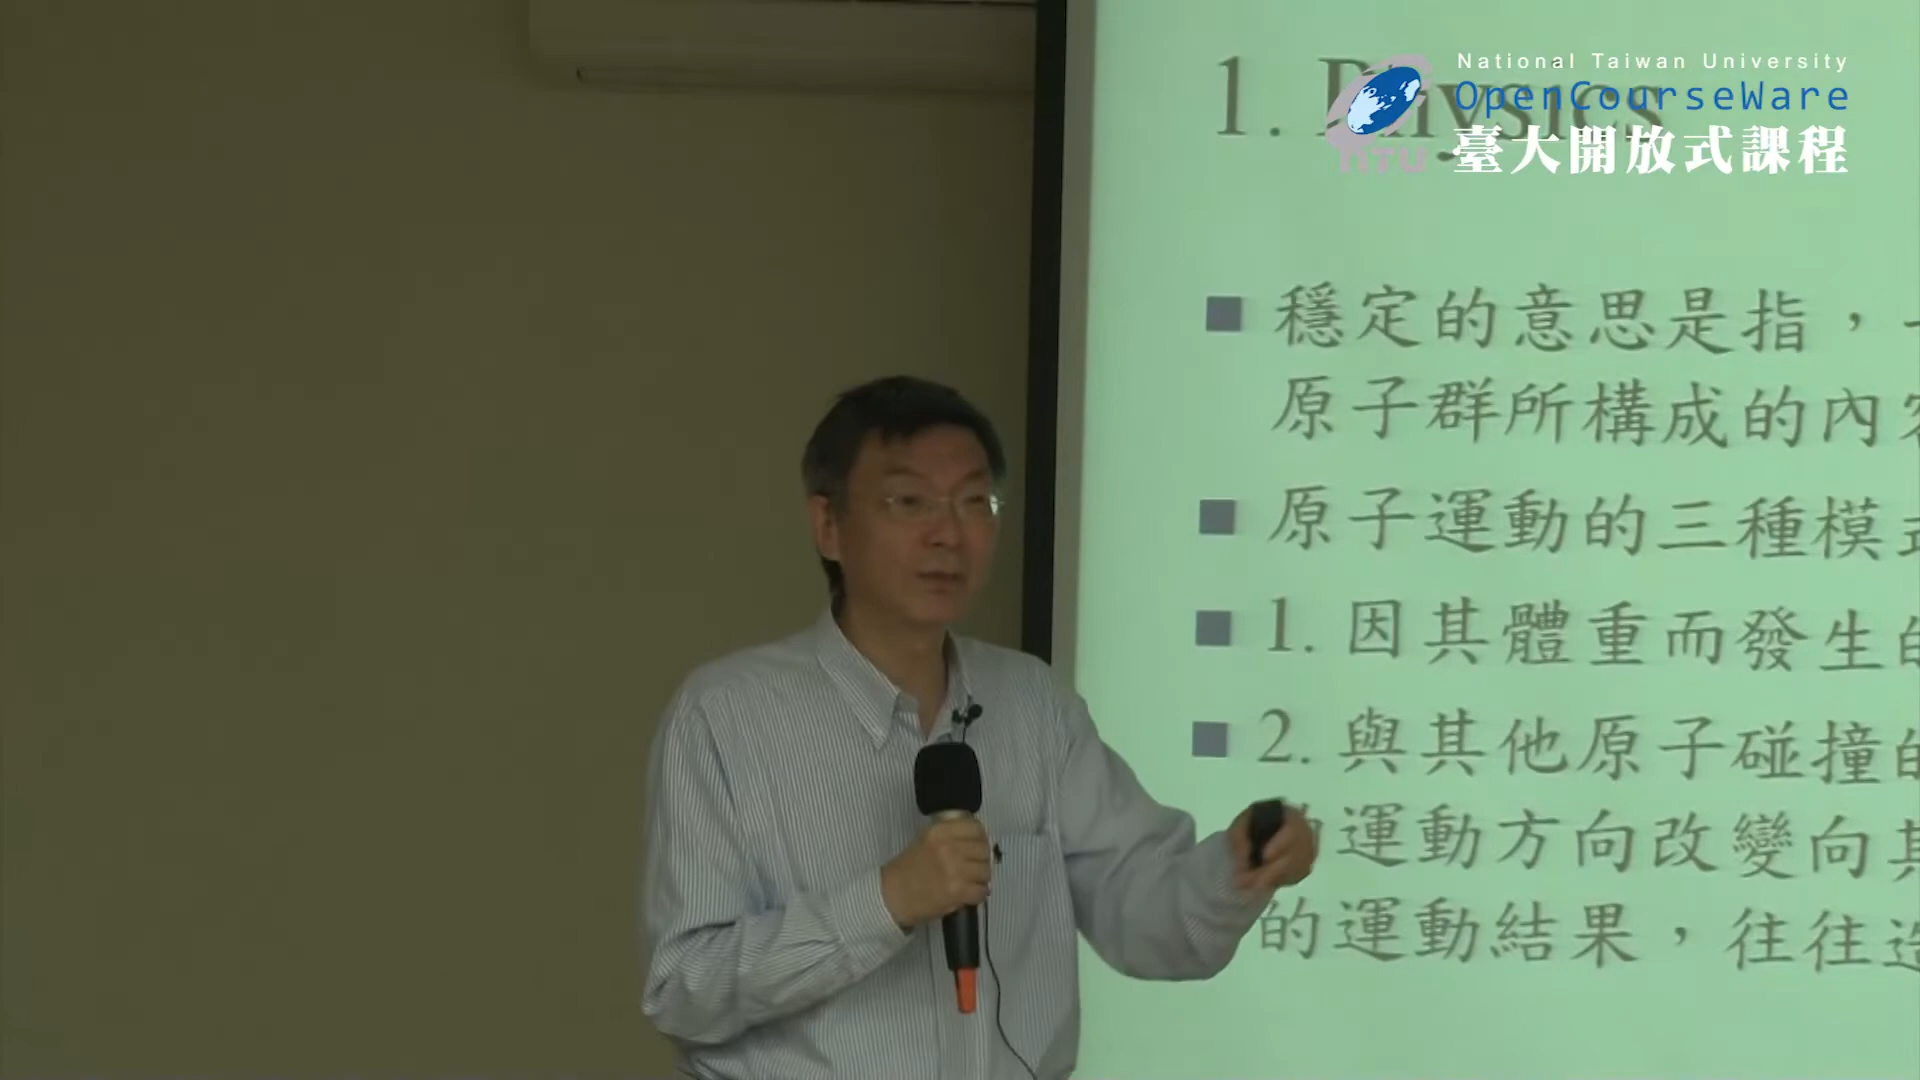 National Taiwan University
OpenCourseWare
臺大開放式課程
NTU
1. Physics
穩定的意思是指，
原子群所構成的內
原子運動的三種模
1. 因其體重而發生
2. 與其他原子碰撞
運動方向改變向
的運動結果，往往